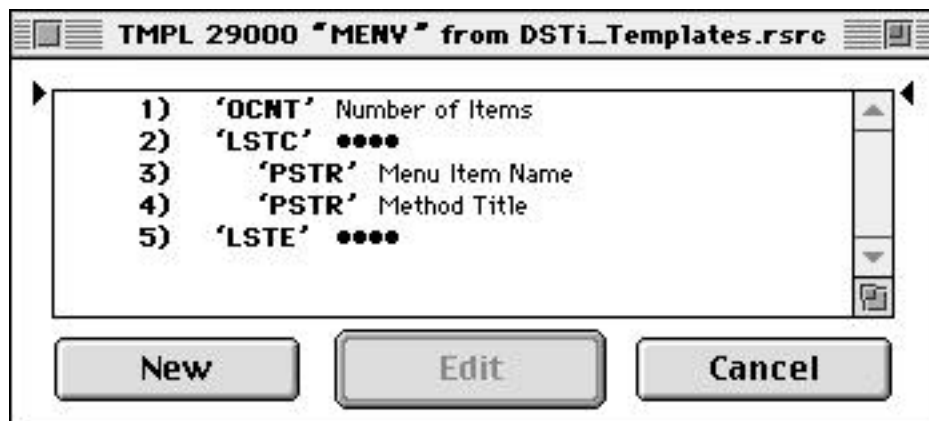 TMPL 29000 “MENV” from DSTi_Templates.rsrc
1) ‘OCNT’ Number of Items
2) ‘LSTC’ ●●●●
3) ‘PSTR’ Menu Item Name
4) ‘PSTR’ Method Title
5) ‘LSTE’ ●●●●
New Edit Cancel